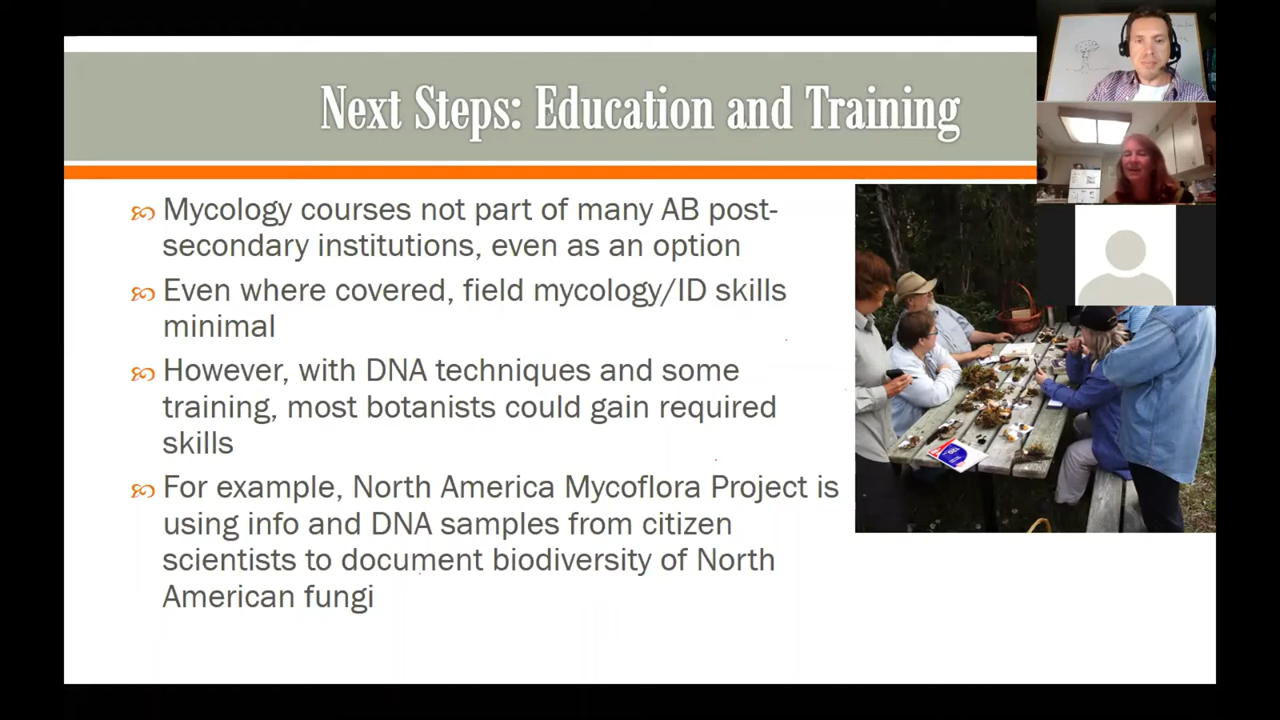 Next Steps: Education and Training
Mycology courses not part of many AB post-
secondary institutions, even as an option
Even where covered, field mycology/ID skills
minimal
However, with DNA techniques and some
training, most botanists could gain required
skills
For example, North America Mycoflora Project is
using info and DNA samples from citizen
scientists to document biodiversity of North
American fungi